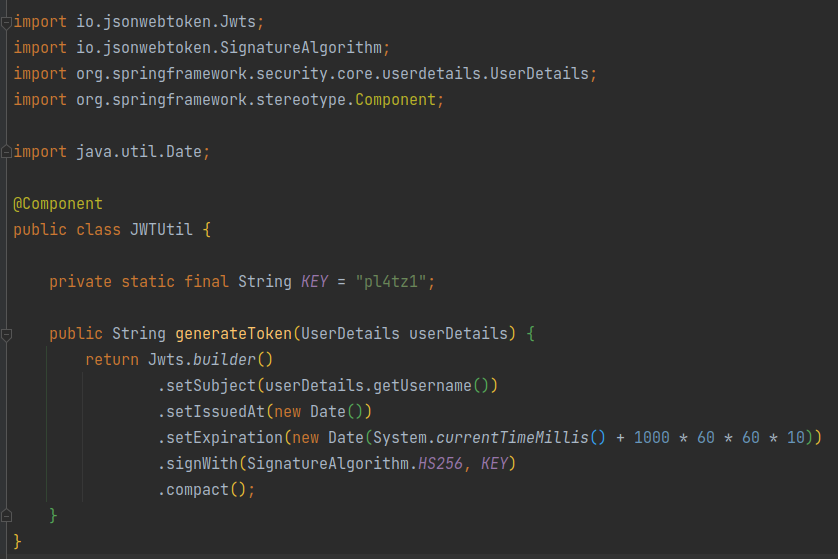 import io.jsonwebtoken.Jwts;
import io.jsonwebtoken.SignatureAlgorithm;
import org.springframework.security.core.userdetails.UserDetails;
import org.springframework.stereotype.Component;
import java.util.Date;
@Component
public class JWTUtil {
private static final String KEY = "pl4tz1";
public String generateToken(UserDetails userDetails) {
return Jwts.builder()
.setSubject(userDetails.getUsername())
.setIssuedAt(new Date())
.setExpiration(new Date(System.currentTimeMillis() + 1000 * 60 * 60 * 10))
.signWith(SignatureAlgorithm.HS256, KEY)
.compact();
}
}